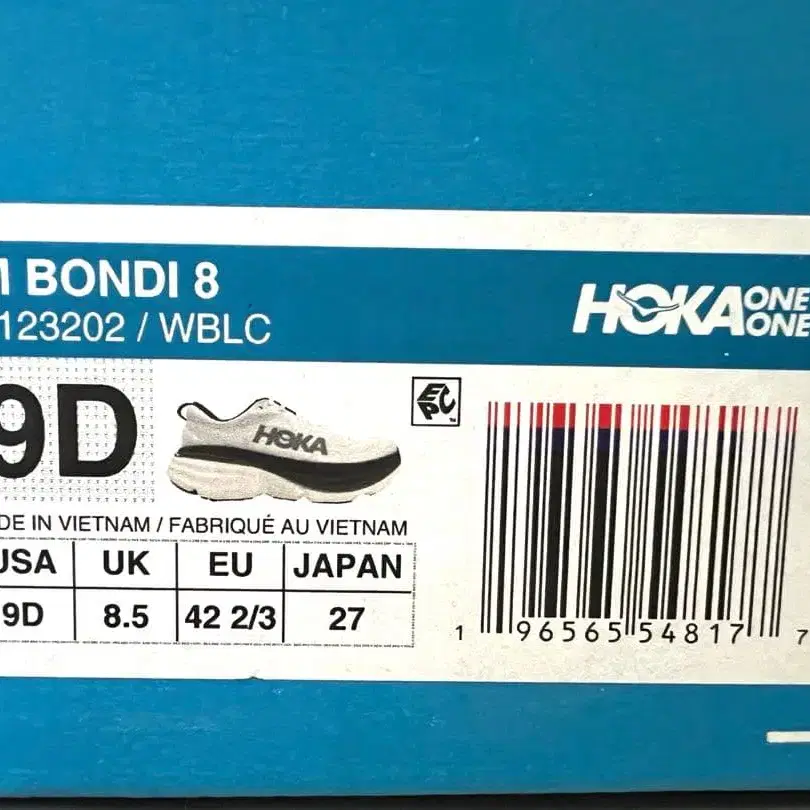 M BONDI 8
123202 / WBLC
HOKA ONE ONE
9D
HOKA
EPC
DE IN VIETNAM / FABRIQUÉ AU VIETNAM
USA UK EU JAPAN
9D 8.5 42 2/3 27
1 96565 54817 7